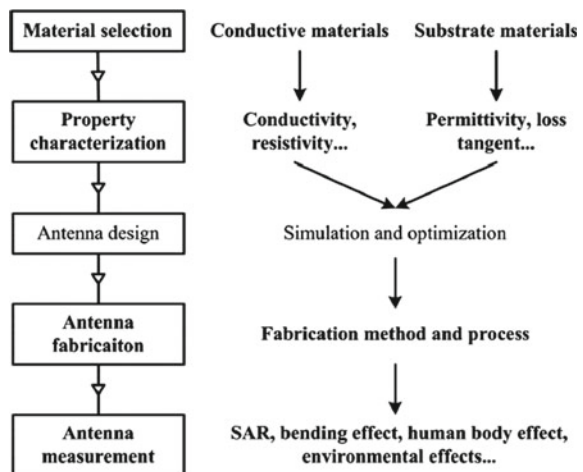 Material selection
Conductive materials
Substrate materials
Property
characterization
Conductivity,
resistivity...
Permittivity, loss
tangent...
Antenna design
Simulation and optimization
Antenna
fabricaiton
Fabrication method and process
Antenna
measurement
SAR, bending effect, human body effect,
environmental effects...